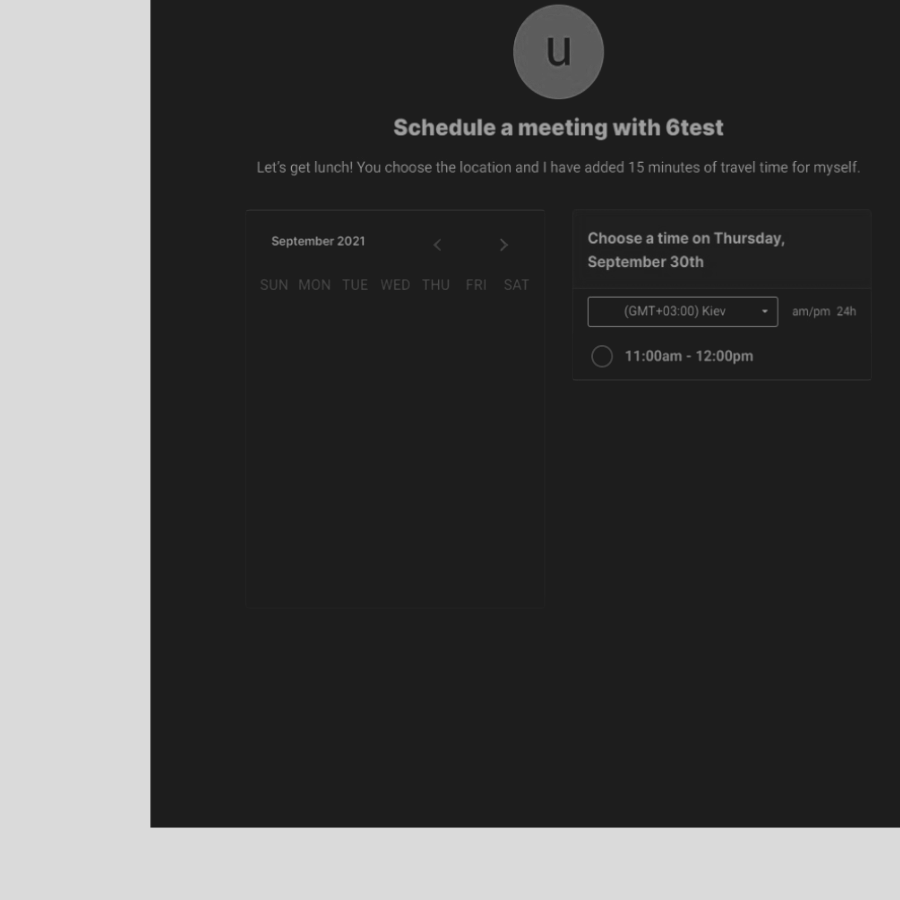 u
Schedule a meeting with 6test
Let's get lunch! You choose the location and I have added 15 minutes of travel time for myself.
September 2021
SUN MON TUE WED THU FRI SAT
Choose a time on Thursday,
September 30th
(GMT+03:00) Kiev am/pm 24h
11:00am - 12:00pm